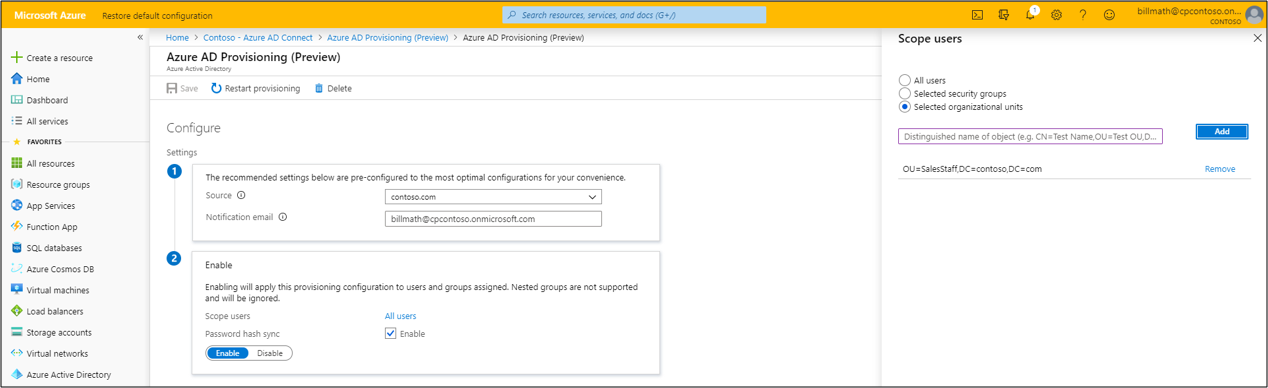 Microsoft Azure
Restore default configuration
Search resources, services, and docs (G+/)
1
billmath@cpcontoso.on...
CONTOSO
«
Create a resource
Home
Dashboard
All services
FAVORITES
All resources
Resource groups
App Services
Function App
SQL databases
Azure Cosmos DB
Virtual machines
Load balancers
Storage accounts
Virtual networks
Azure Active Directory
Home > Contoso - Azure AD Connect > Azure AD Provisioning (Preview) > Azure AD Provisioning (Preview)
Azure AD Provisioning (Preview)
Azure Active Directory
Save Restart provisioning Delete
Configure
Settings
1
The recommended settings below are pre-configured to the most optimal configurations for your convenience.
Source contoso.com
Notification email billmath@cpcontoso.onmicrosoft.com
2
Enable
Enabling will apply this provisioning configuration to users and groups assigned. Nested groups are not supported
and will be ignored.
Scope users All users
Password hash sync Enable
Enable Disable
Scope users
All users
Selected security groups
Selected organizational units
Distinguished name of object (e.g. CN=Test Name,OU=Test OU,D... Add
OU=SalesStaff,DC=contoso,DC=com Remove